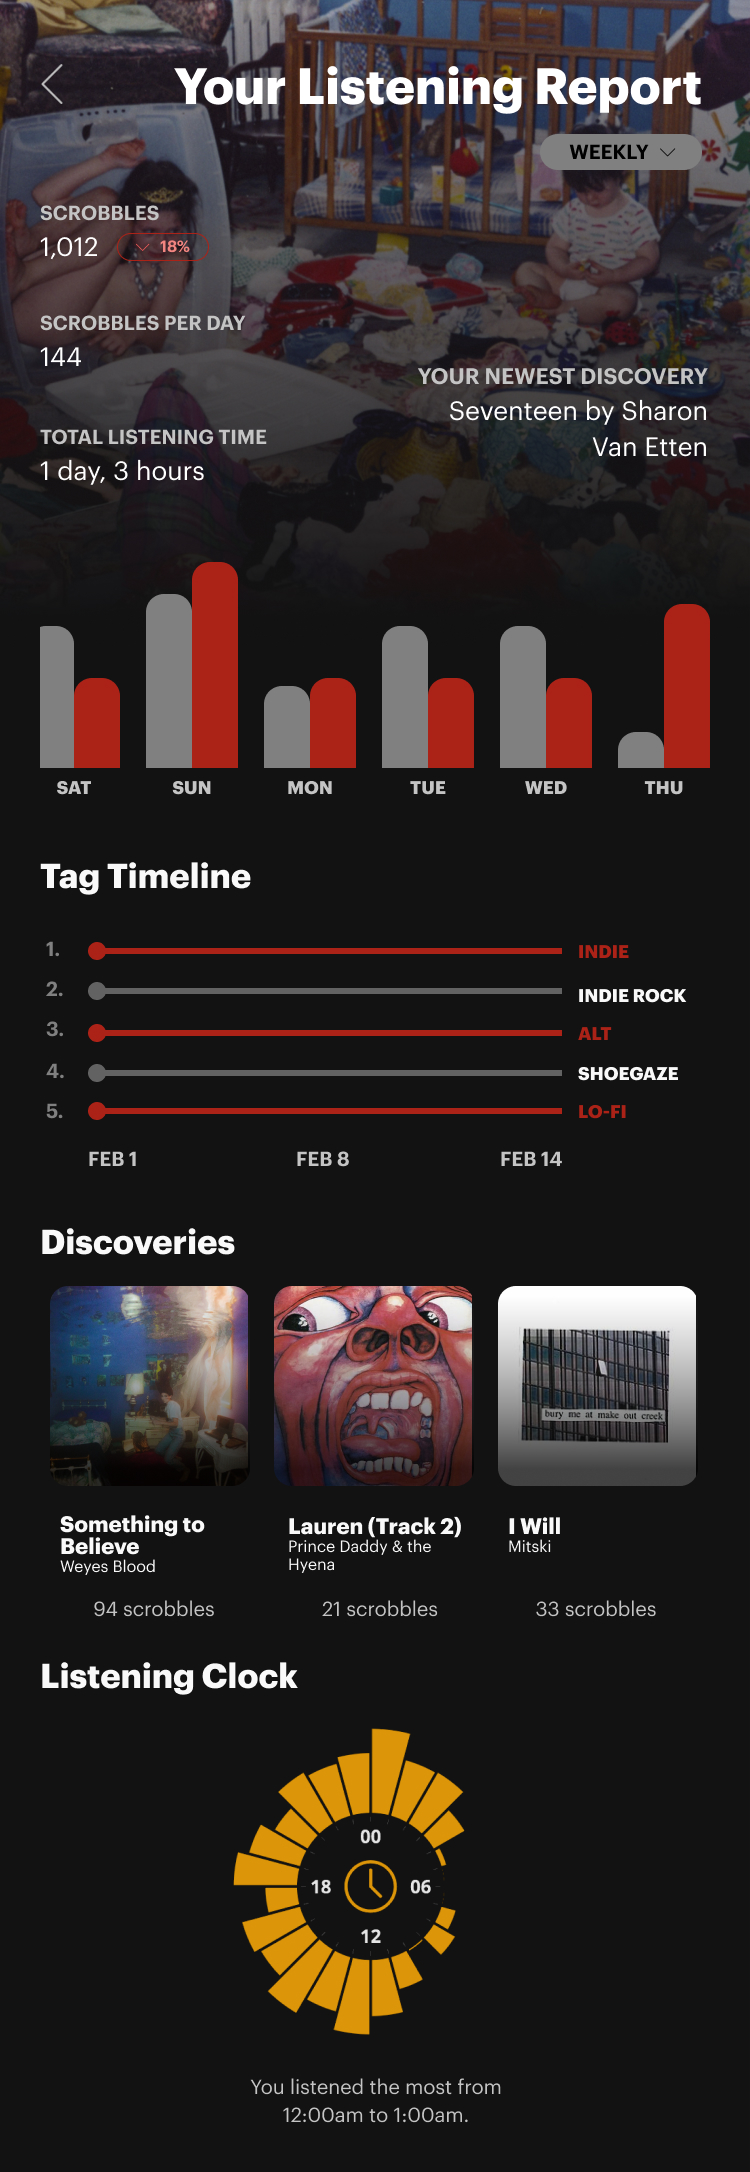 Your Listening Report
WEEKLY
SCROBBLES
1,012
18%
SCROBBLES PER DAY
144
YOUR NEWEST DISCOVERY
Seventeen by Sharon
Van Etten
TOTAL LISTENING TIME
1 day, 3 hours
SAT SUN MON TUE WED THU
Tag Timeline
1. INDIE
2. INDIE ROCK
3. ALT
4. SHOEGAZE
5. LO-FI
FEB 1 FEB 8 FEB 14
Discoveries
bury me at make out creek
Something to
Believe
Weyes Blood
94 scrobbles
Lauren (Track 2)
Prince Daddy & the
Hyena
21 scrobbles
I Will
Mitski
33 scrobbles
Listening Clock
00
18 06
12
You listened the most from
12:00am to 1:00am.